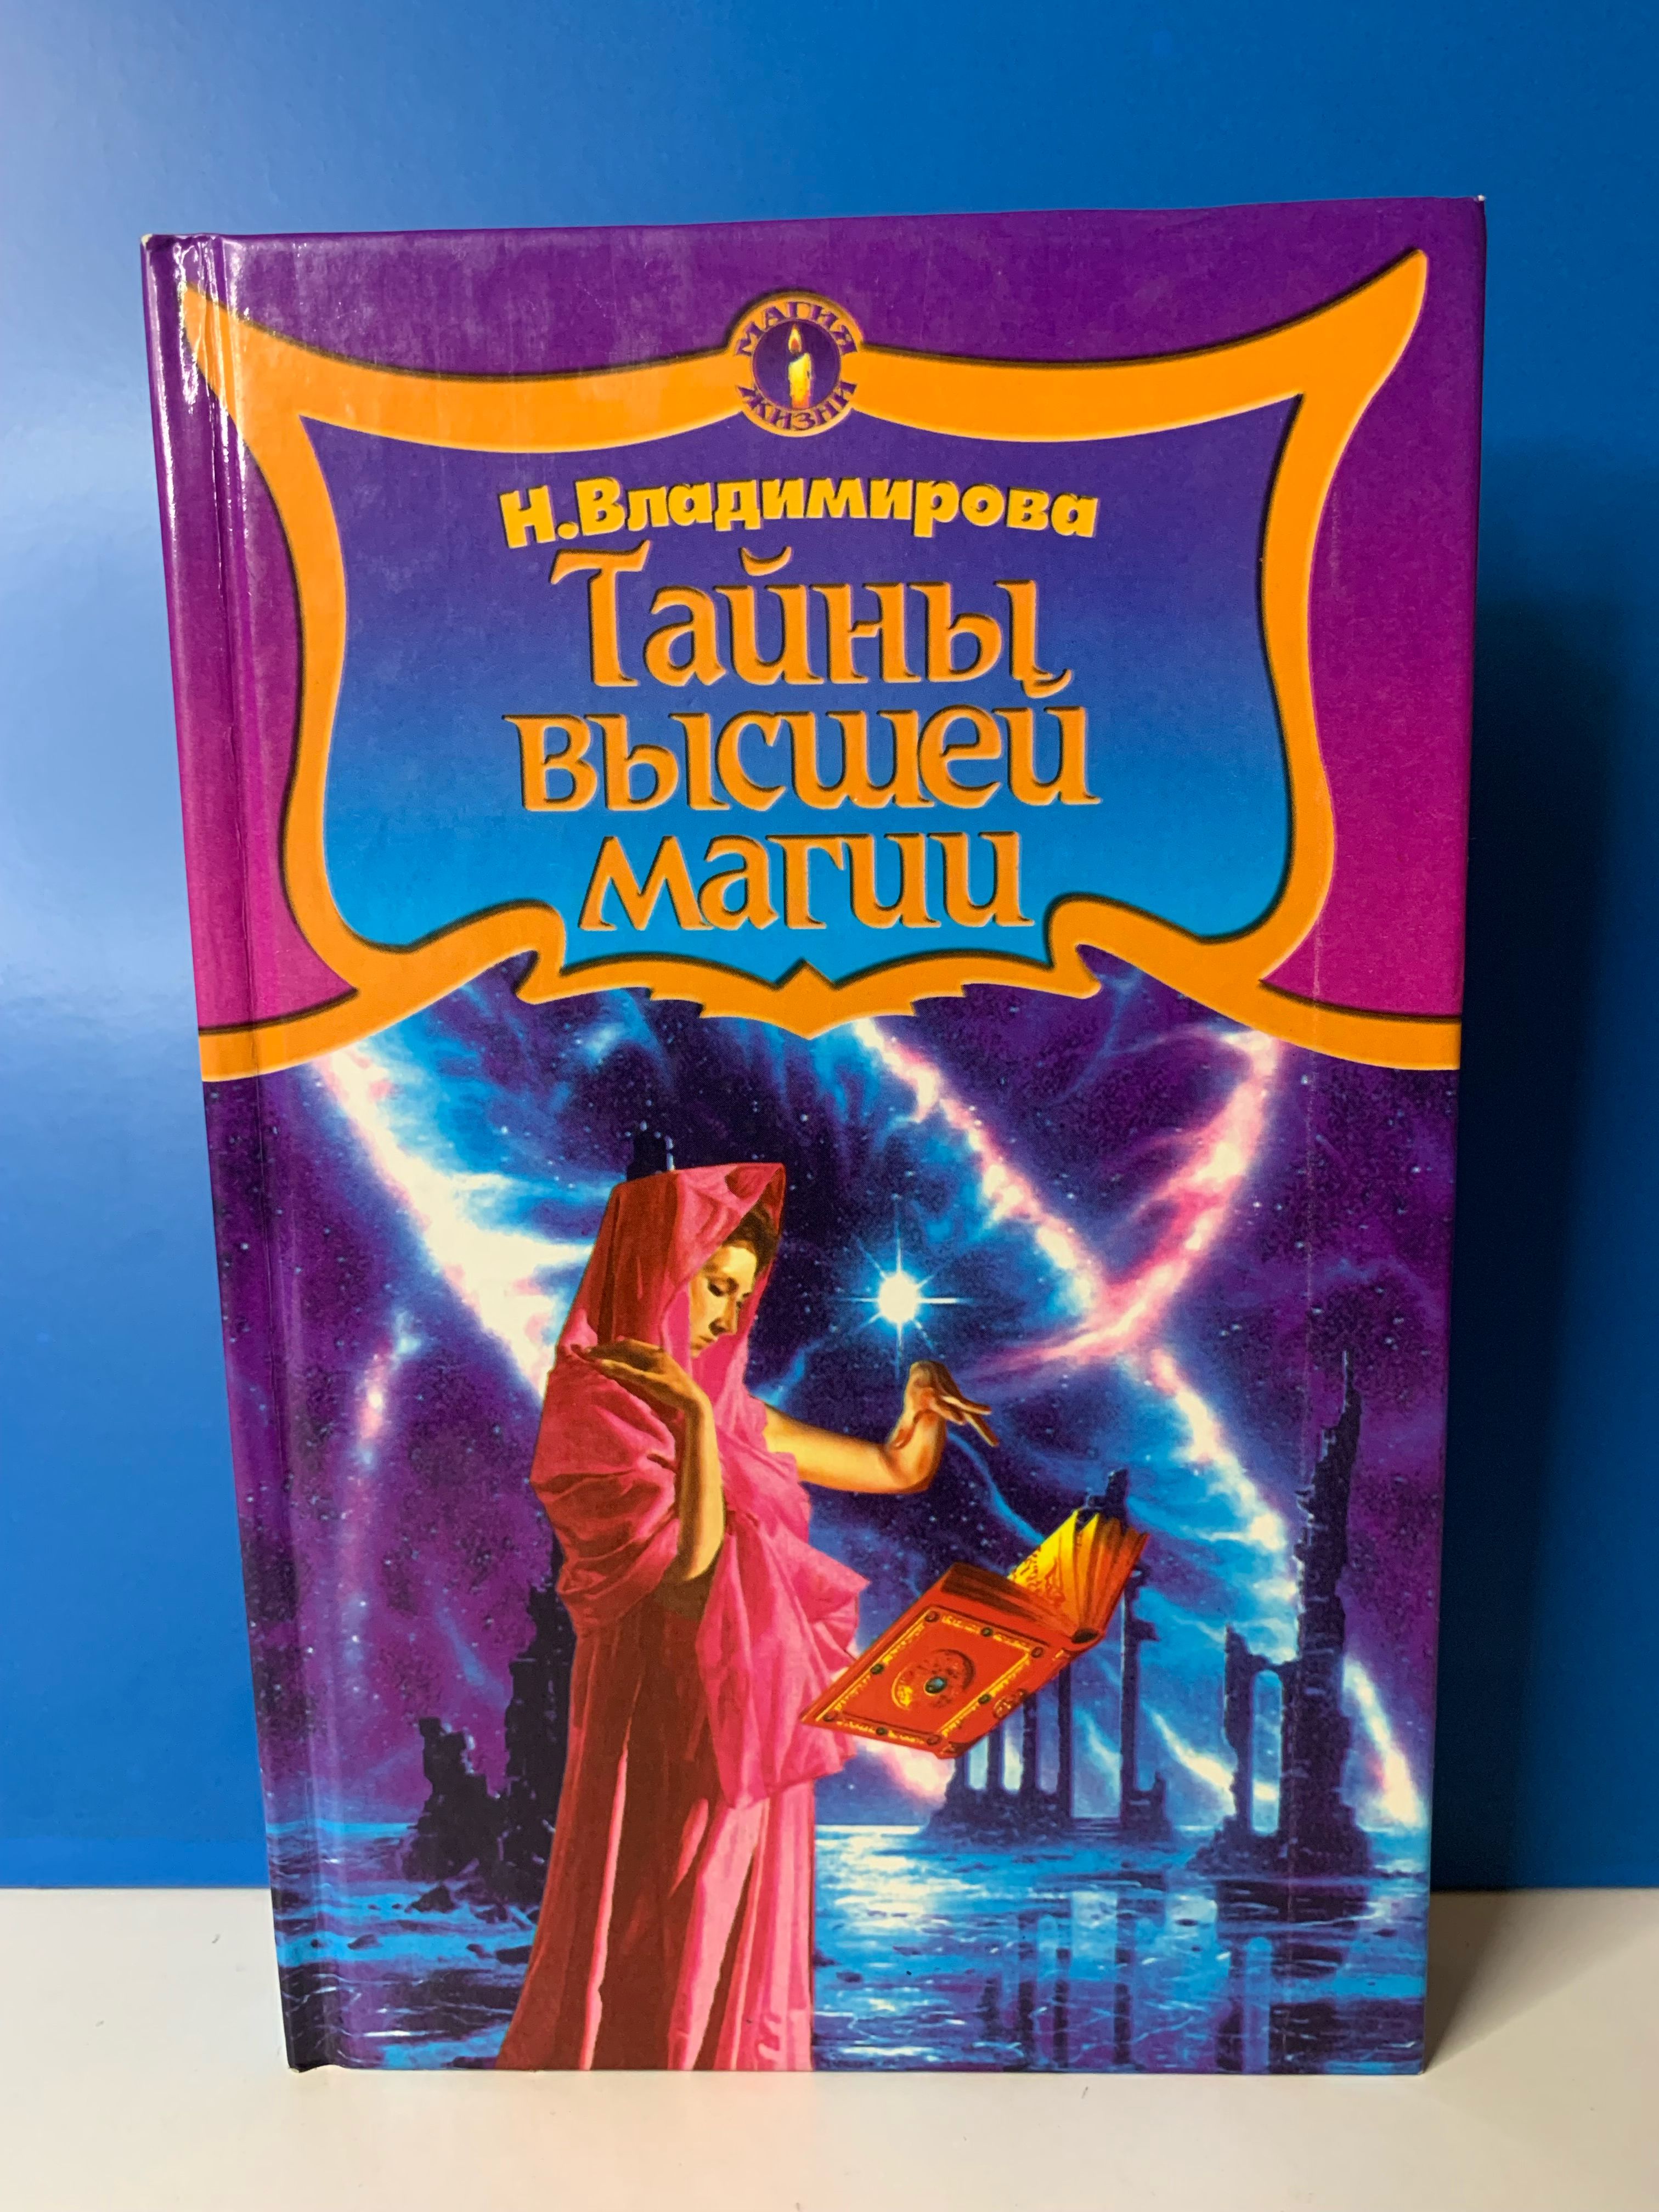 МАГИЯ
ЖИЗНИ
Н.Владимирова
Тайны
высшей
магии